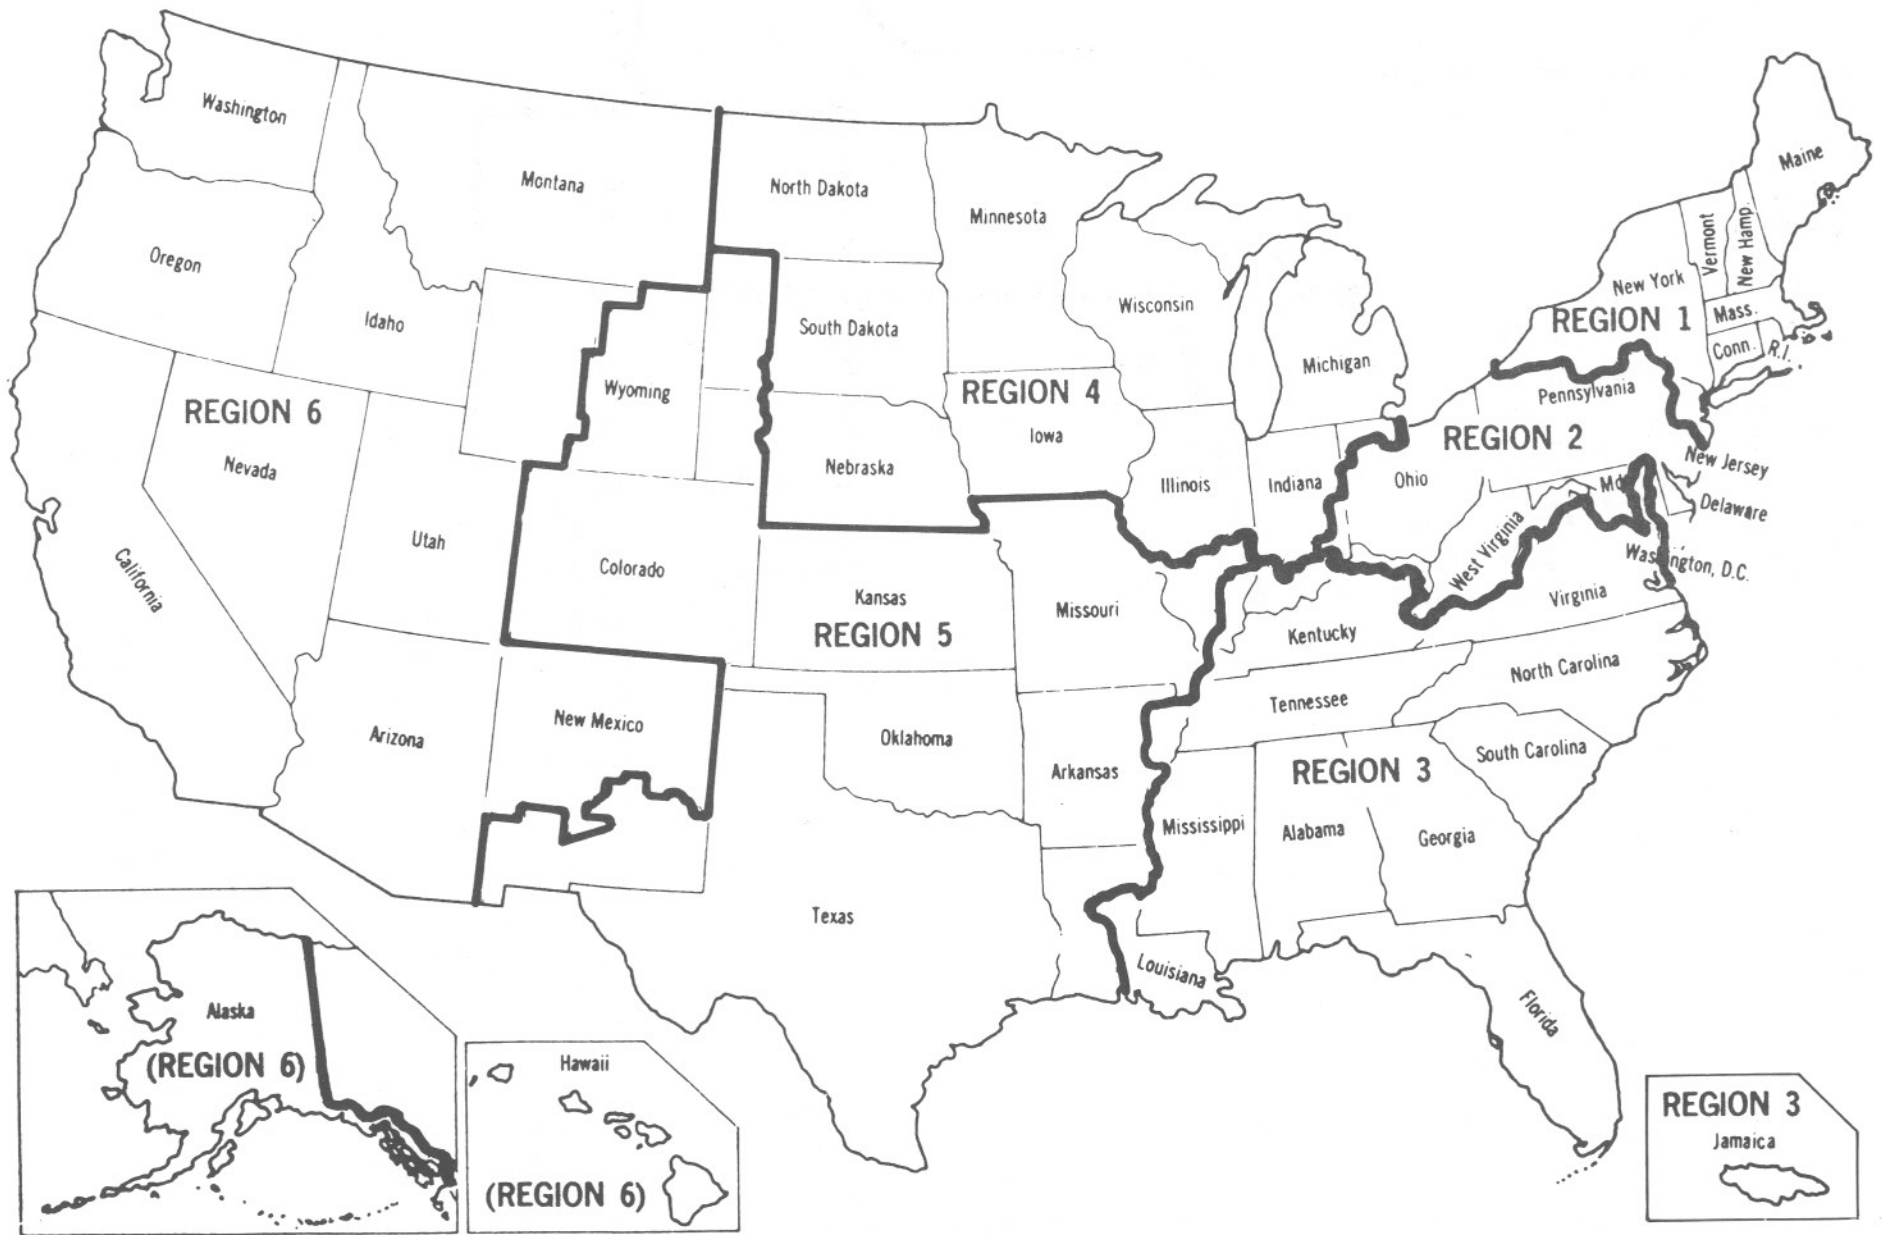 Washington
Montana
North Dakota
Minnesota
Maine
Oregon
Idaho
South Dakota
Wisconsin
Michigan
New York
Vermont
New Hamp.
REGION 1
Mass.
Conn.
R.I.
REGION 6
Nevada
Wyoming
REGION 4
Iowa
Nebraska
Pennsylvania
REGION 2
New Jersey
Illinois
Indiana
Ohio
Md
Delaware
West Virginia
Washington, D.C.
Virginia
California
Utah
Colorado
Kansas
REGION 5
Missouri
Kentucky
North Carolina
Tennessee
Arizona
New Mexico
Oklahoma
Arkansas
South Carolina
REGION 3
Mississippi
Alabama
Georgia
Texas
Louisiana
Florida
Alaska
(REGION 6)
Hawaii
(REGION 6)
REGION 3
Jamaica